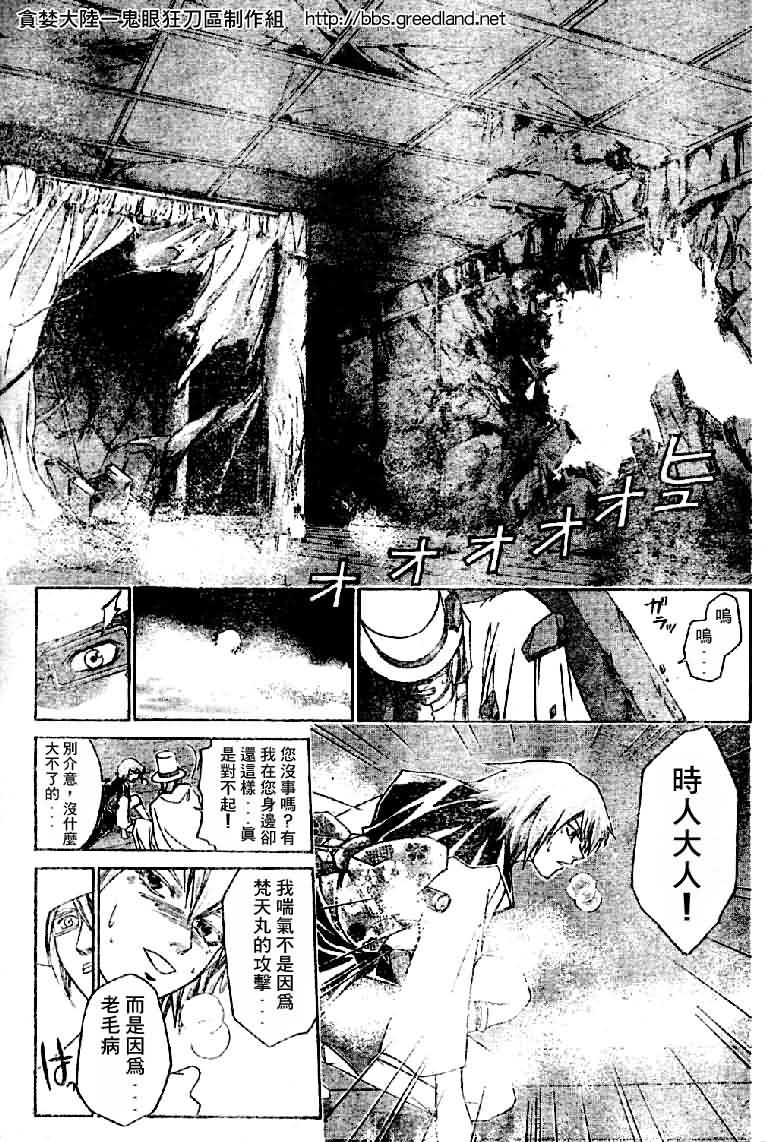 貪婪大陸—鬼眼狂刀區制作組 http://bbs.greedland.net
ヒュ
オオオオオ
嗚
嗚...
ガラッ
時人大人！
您沒事嗎？有
我在您身邊卻
還這樣...真
是對不起！
別介意，沒什麼
大不了的...
我喘氣不是因為
梵天丸的攻擊...
而是因為
老毛病
は